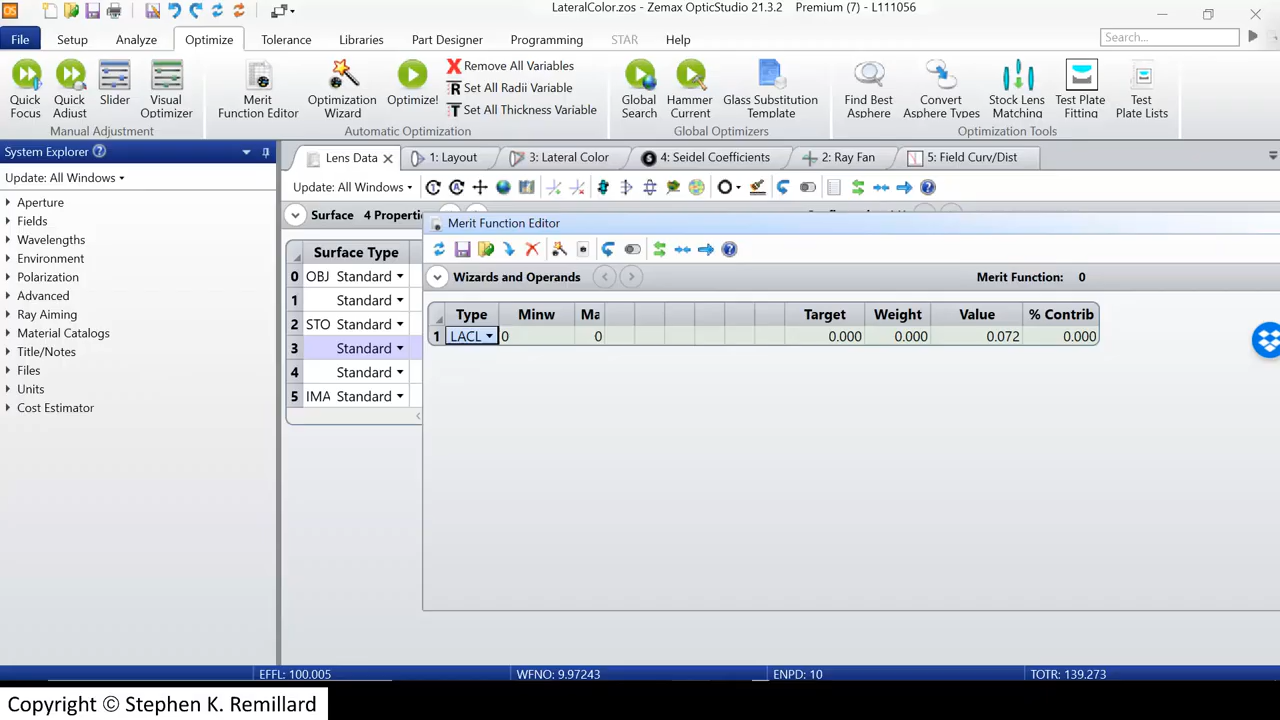 LateralColor.zos - Zemax OpticStudio 21.3.2 Premium (7) - L111056
File Setup Analyze Optimize Tolerance Libraries Part Designer Programming STAR Help Search...
Quick Focus
Quick Adjust
Slider
Visual Optimizer
Merit Function Editor
Optimization Wizard
Optimize!
Remove All Variables
Set All Radii Variable
Set All Thickness Variable
Global Search
Hammer Current
Glass Substitution Template
Find Best Asphere
Convert Asphere Types
Stock Lens Matching
Test Plate Fitting
Test Plate Lists
Manual Adjustment Automatic Optimization Global Optimizers Optimization Tools
System Explorer
Update: All Windows
Aperture
Fields
Wavelengths
Environment
Polarization
Advanced
Ray Aiming
Material Catalogs
Title/Notes
Files
Units
Cost Estimator
Lens Data 1: Layout 3: Lateral Color 4: Seidel Coefficients 2: Ray Fan 5: Field Curv/Dist
Update: All Windows
Surface 4 Properti
Surface Type
0 OBJ Standard
1 Standard
2 STO Standard
3 Standard
4 Standard
5 IMA Standard
Merit Function Editor
Wizards and Operands Merit Function: 0
Type Minw Ma Target Weight Value % Contrib
1 LACL 0 0 0.000 0.000 0.072 0.000
EFFL: 100.005 WFNO: 9.97243 ENPD: 10 TOTR: 139.273
Copyright © Stephen K. Remillard